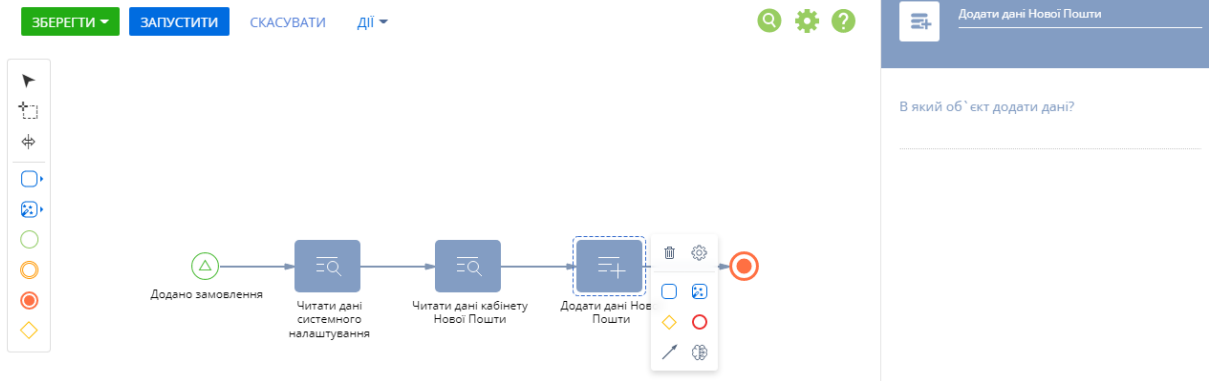 ЗБЕРЕГТИ
ЗАПУСТИТИ
СКАСУВАТИ
ДІЇ
Додати дані Нової Пошти
В який об`єкт додати дані?
Додано замовлення
Читати дані
системного
налаштування
Читати дані кабінету
Нової Пошти
Додати дані Нов
Пошти